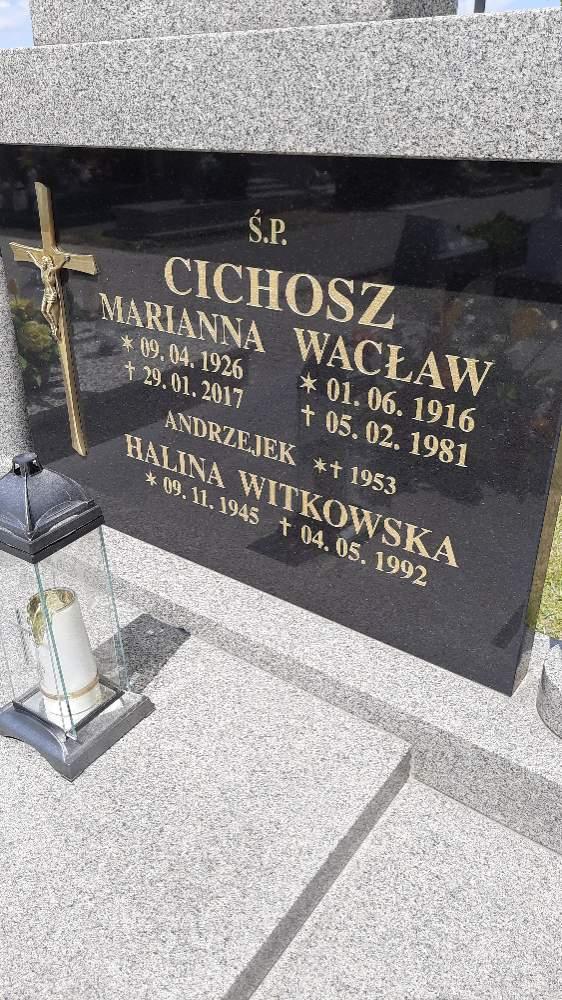 Ś.P.
CICHOSZ
MARIANNA WACŁAW
* 09. 04. 1926 * 01. 06. 1916
† 29. 01. 2017 † 05. 02. 1981
ANDRZEJEK *† 1953
HALINA WITKOWSKA
* 09. 11. 1945 † 04. 05. 1992